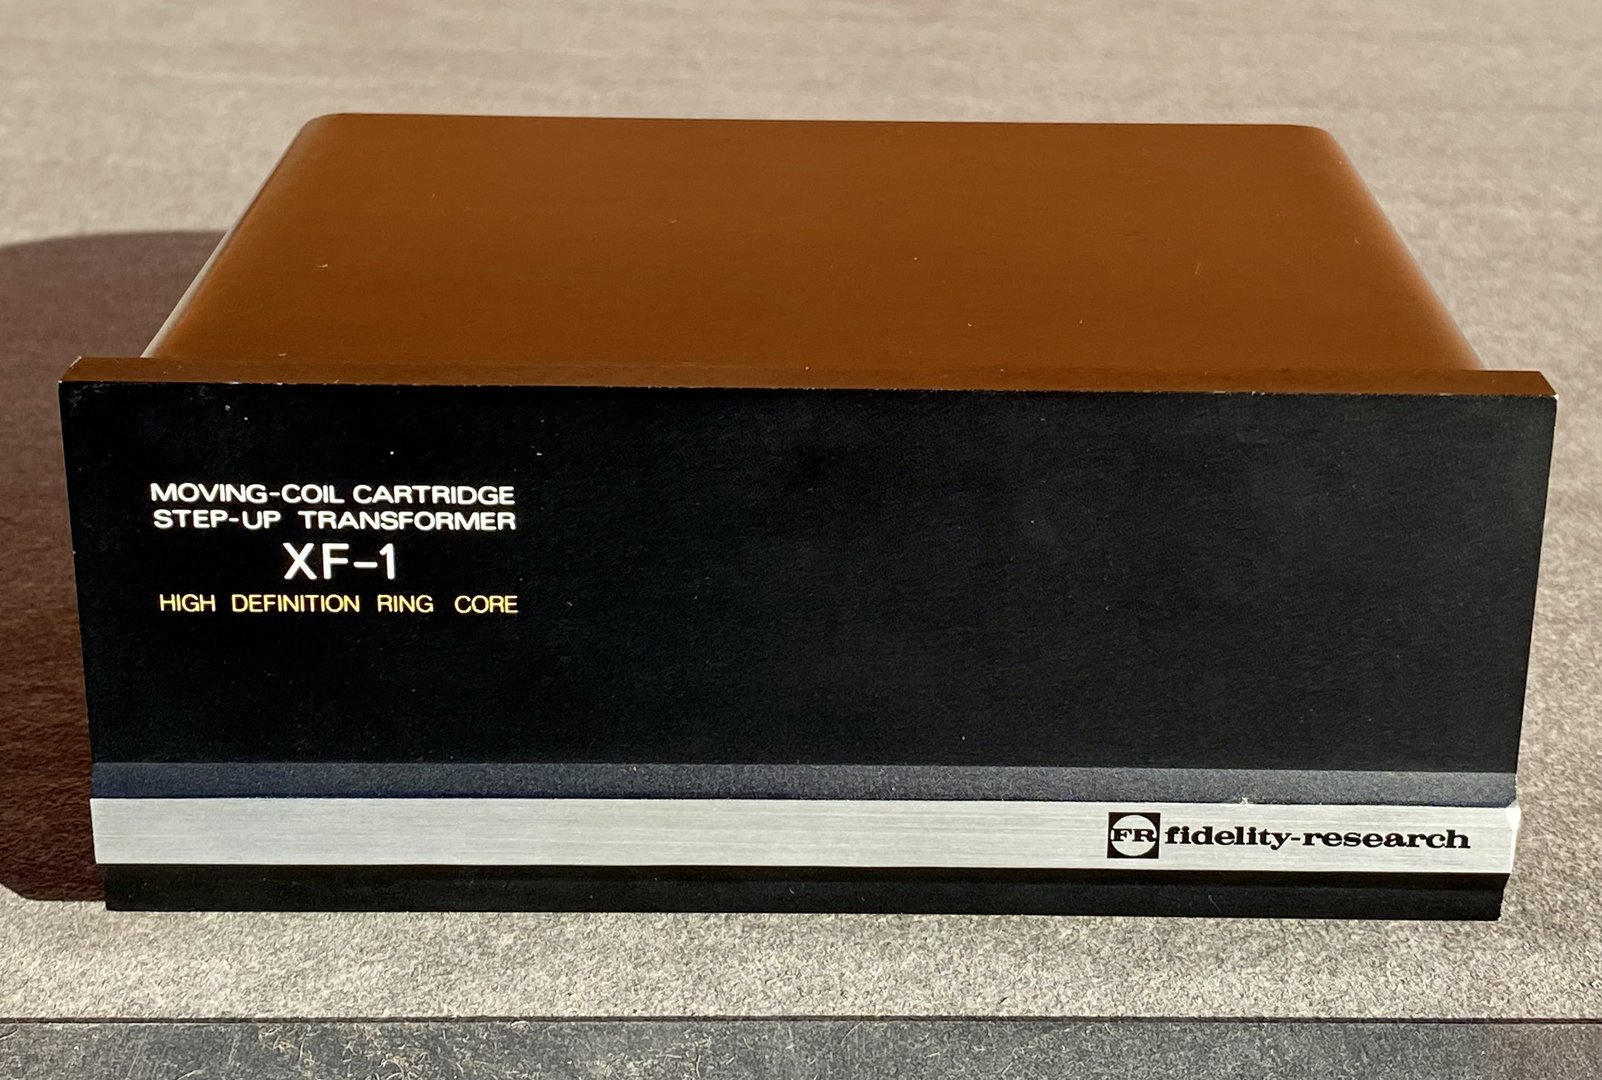 MOVING-COIL CARTRIDGE
STEP-UP TRANSFORMER
XF-1
HIGH DEFINITION RING CORE
FR fidelity-research